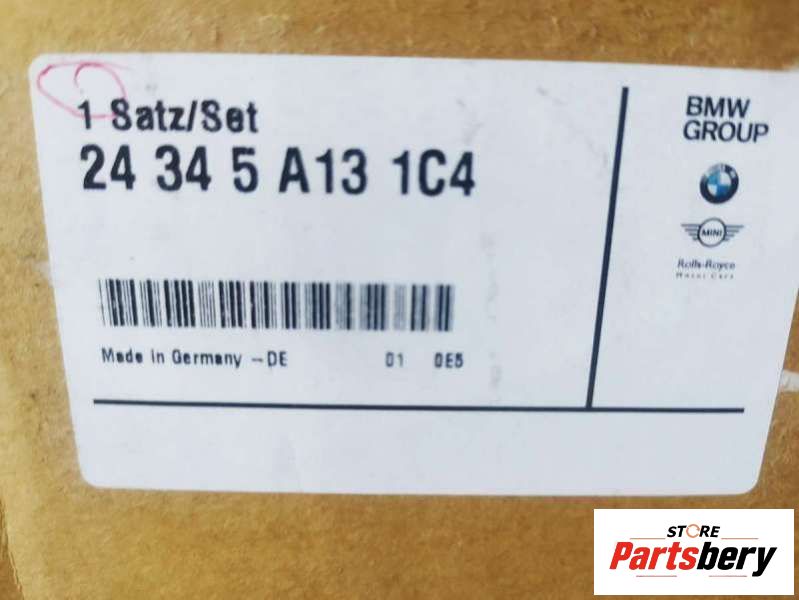 1 Satz/Set
24 34 5 A13 1C4
Made in Germany -DE 01 0E5
BMW
GROUP
MINI
Rolls-Royce
Motor Cars
STORE
Partsbery